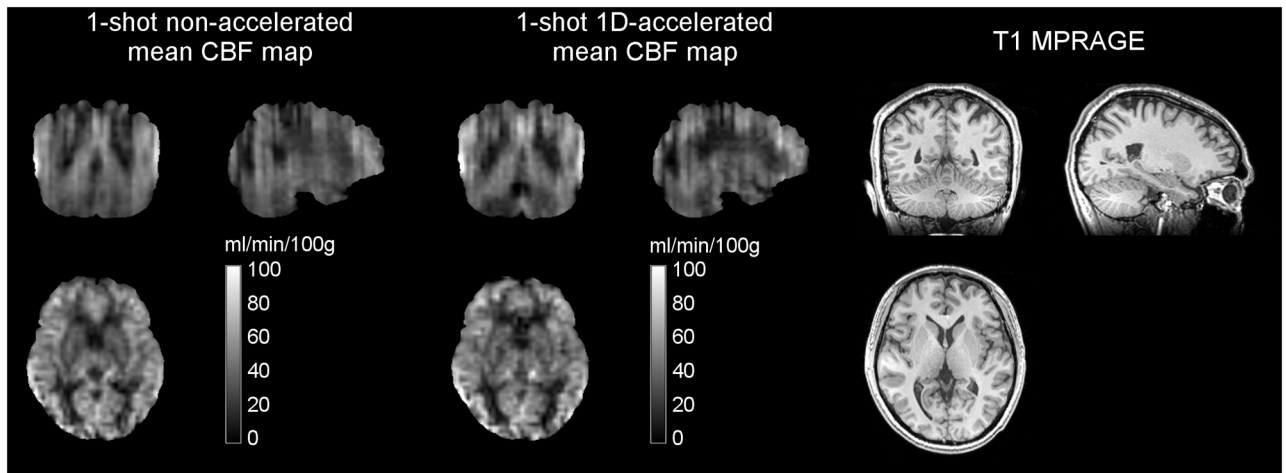 1-shot non-accelerated
mean CBF map
1-shot 1D-accelerated
mean CBF map
T1 MPRAGE
ml/min/100g
100
80
60
40
20
0
ml/min/100g
100
80
60
40
20
0